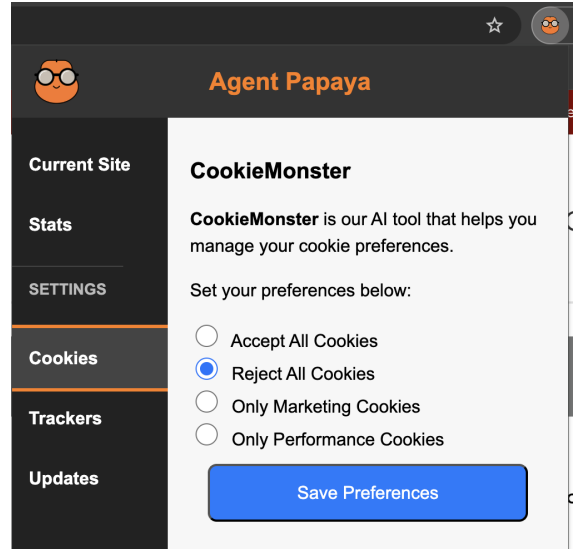 Agent Papaya
Current Site
Stats
SETTINGS
Cookies
Trackers
Updates
CookieMonster
CookieMonster is our AI tool that helps you
manage your cookie preferences.
Set your preferences below:
Accept All Cookies
Reject All Cookies
Only Marketing Cookies
Only Performance Cookies
Save Preferences